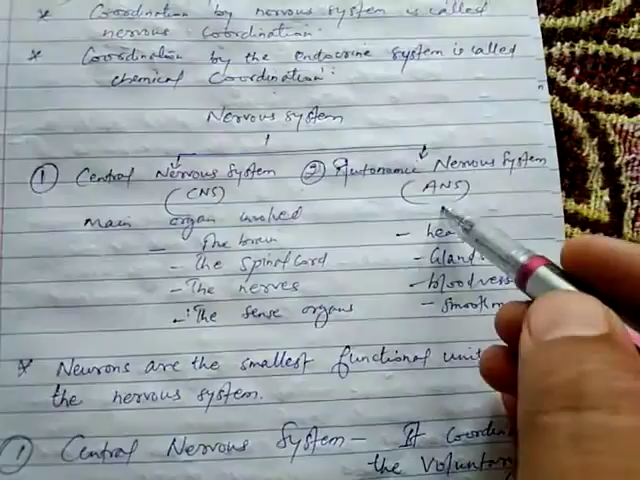 * Coordination by nervous system is called
nervous Coordination.
* Coordination by the endocrine system is called
chemical Coordination.
Nervous system
① Central Nervous System ② Autonomic Nervous System
(CNS) (ANS)
Main organ involved
- The brain
- The Spinal Cord - Gland
- The nerves
- The sense organs
* Neurons are the smallest functional unit
the nervous system.
① Central Nervous System - It
the